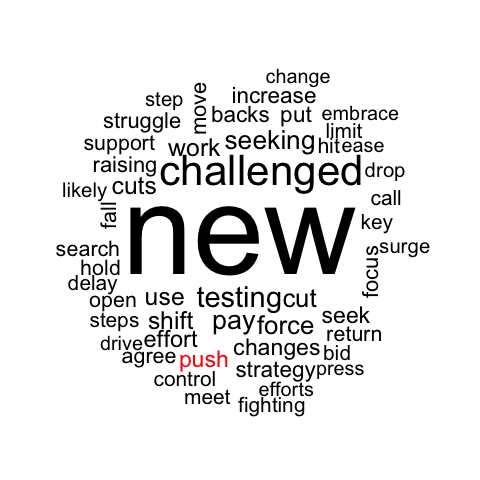 change
step
move
increase
struggle
backs
put
embrace
limit
support
work
seeking
hit
ease
raising
challenged
drop
likely
cuts
call
fall
new
key
search
surge
hold
focus
delay
open
use
testing
cut
steps
shift
pay
force
seek
drive
effort
return
agree
push
changes
bid
control
strategy
press
meet
efforts
fighting